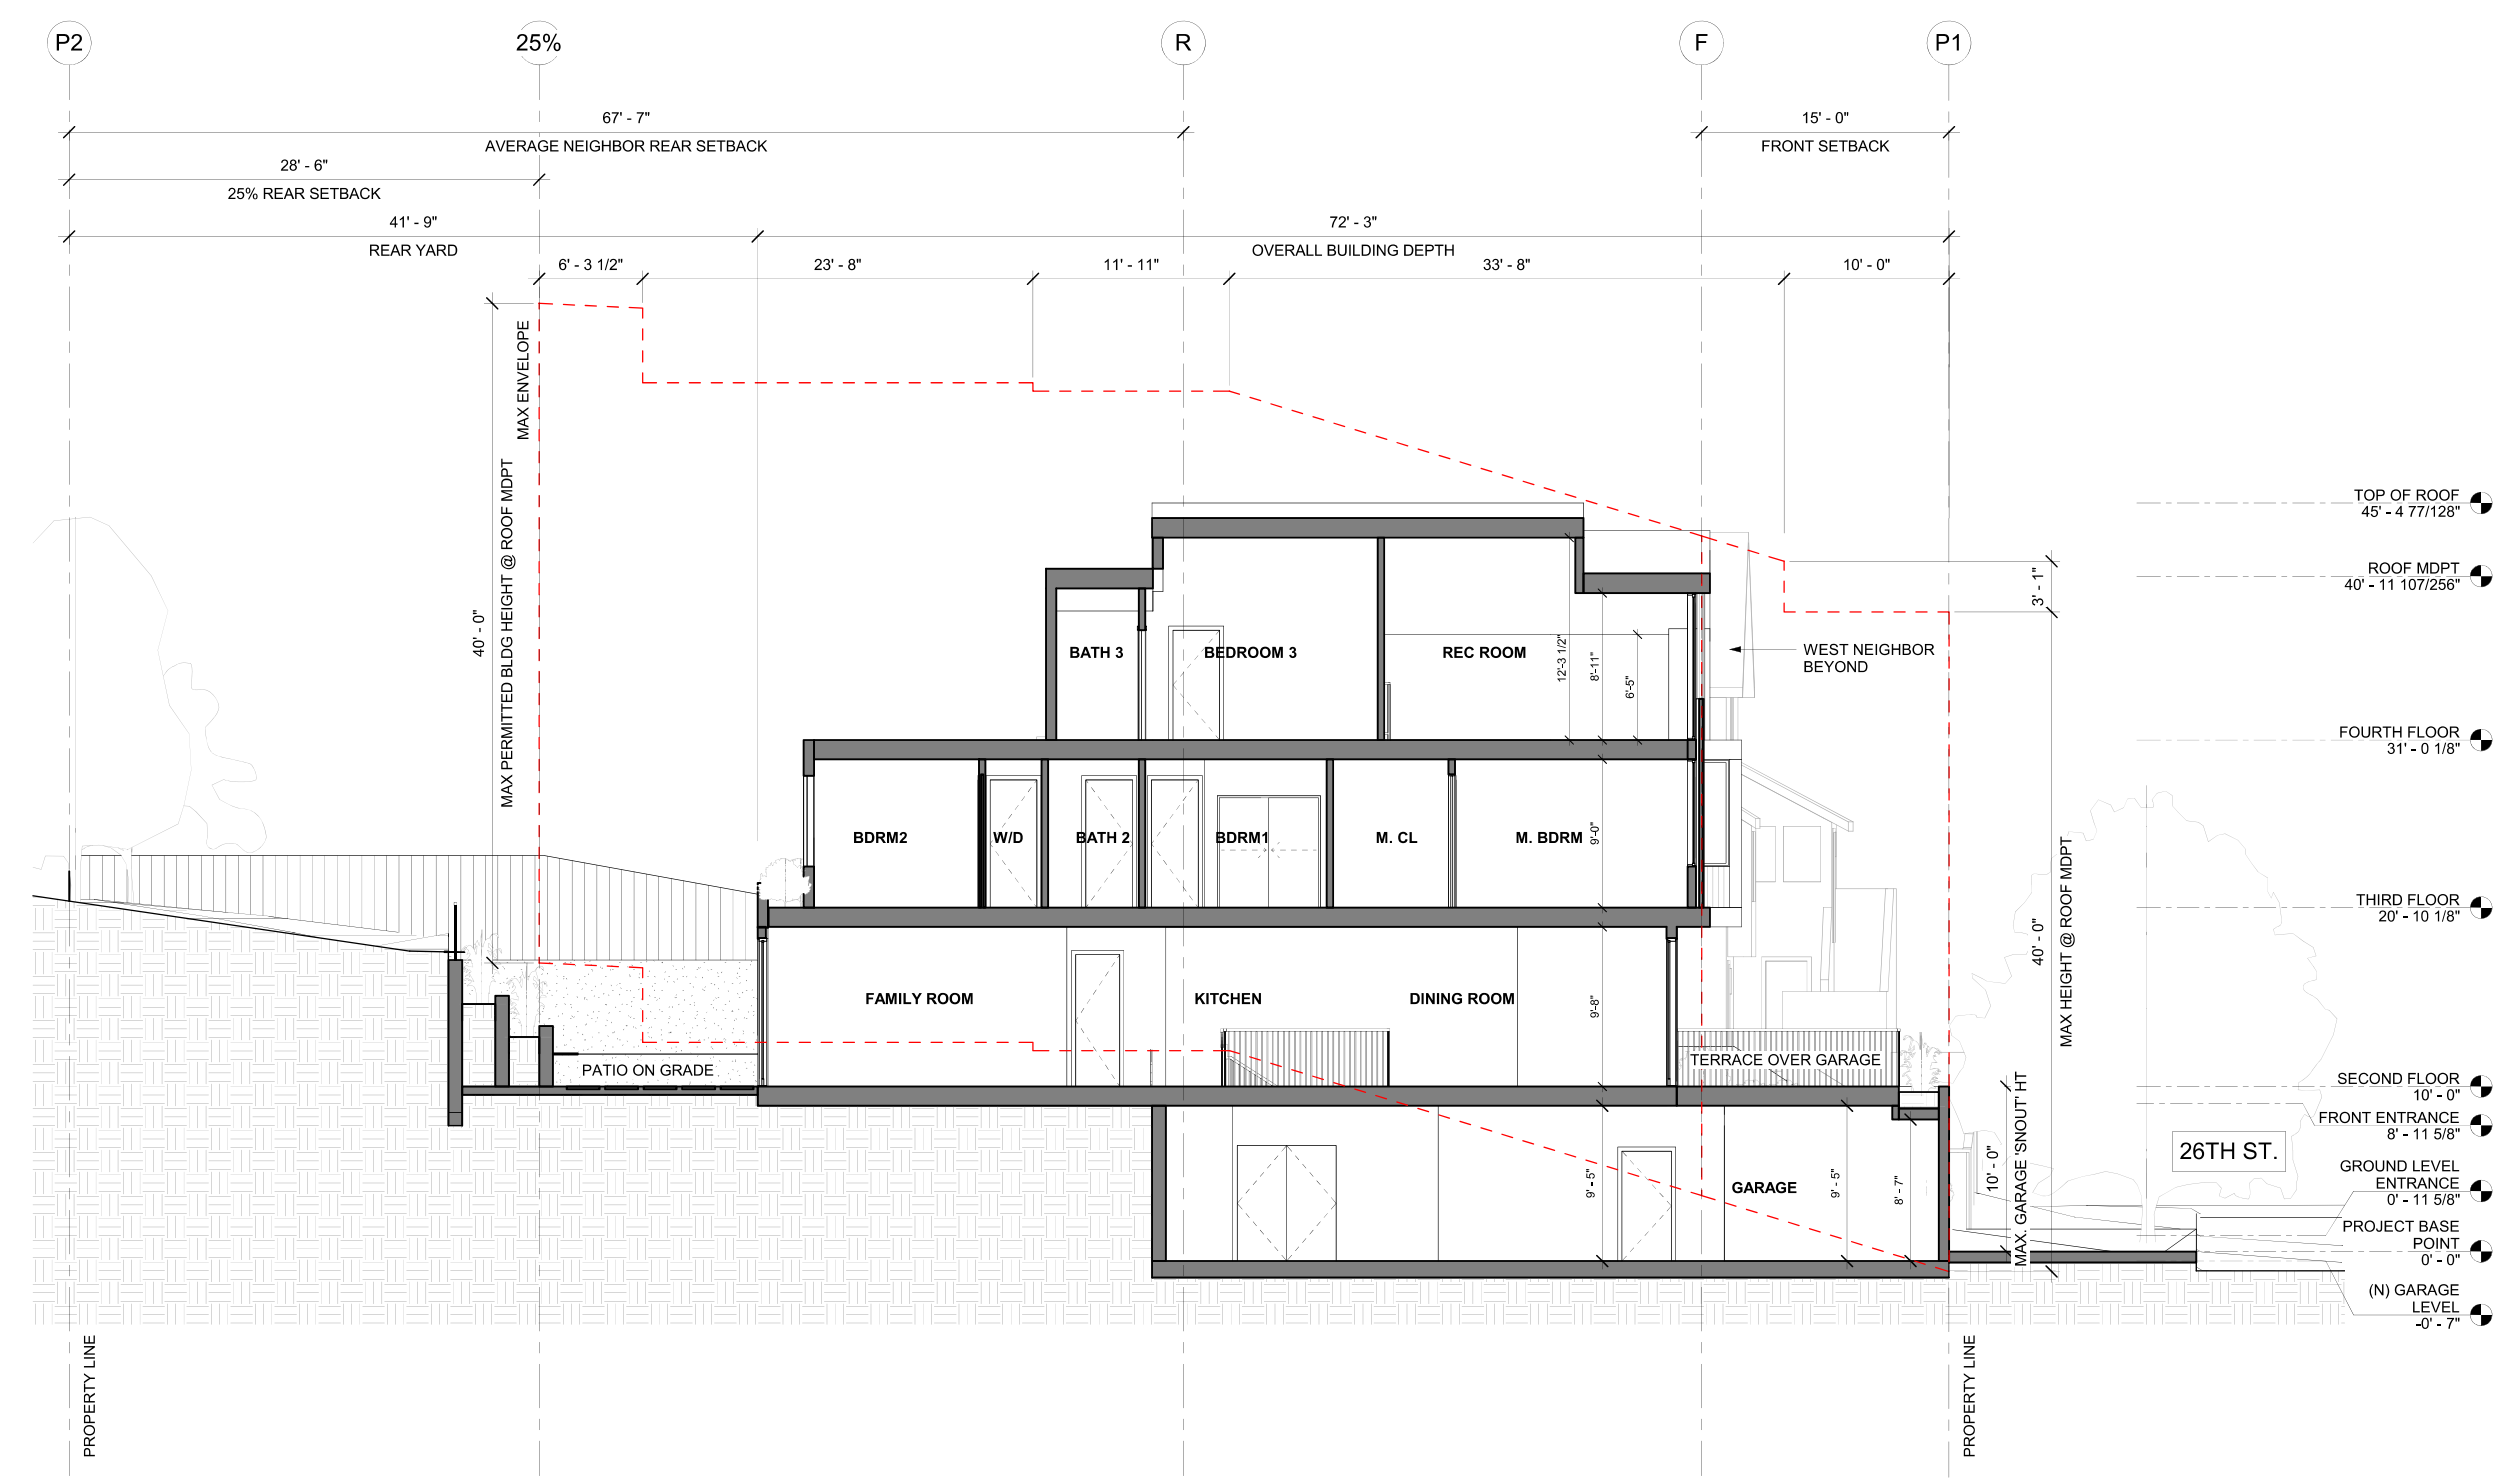 P2
25%
R
F
P1
67' - 7"
AVERAGE NEIGHBOR REAR SETBACK
15' - 0"
FRONT SETBACK
28' - 6"
25% REAR SETBACK
41' - 9"
REAR YARD
72' - 3"
OVERALL BUILDING DEPTH
6' - 3 1/2"
23' - 8"
11' - 11"
33' - 8"
10' - 0"
MAX ENVELOPE
MAX PERMITTED BLDG HEIGHT @ ROOF MDPT
40' - 0"
TOP OF ROOF
45' - 4 77/128"
ROOF MDPT
40' - 11 107/256"
3' - 1"
BATH 3
BEDROOM 3
REC ROOM
12'-3 1/2"
8'-11"
6'-5"
WEST NEIGHBOR
BEYOND
FOURTH FLOOR
31' - 0 1/8"
BDRM2
W/D
BATH 2
BDRM1
M. CL
M. BDRM
9'-0"
THIRD FLOOR
20' - 10 1/8"
40' - 0"
MAX HEIGHT @ ROOF MDPT
FAMILY ROOM
KITCHEN
DINING ROOM
9'-8"
PATIO ON GRADE
TERRACE OVER GARAGE
SECOND FLOOR
10' - 0"
FRONT ENTRANCE
8' - 11 5/8"
26TH ST.
GROUND LEVEL
ENTRANCE
0' - 11 5/8"
9' - 5"
GARAGE
9' - 5"
8' - 7"
10' - 0"
MAX. GARAGE 'SNOUT' HT
PROJECT BASE
POINT
0' - 0"
(N) GARAGE
LEVEL
-0' - 7"
PROPERTY LINE
PROPERTY LINE